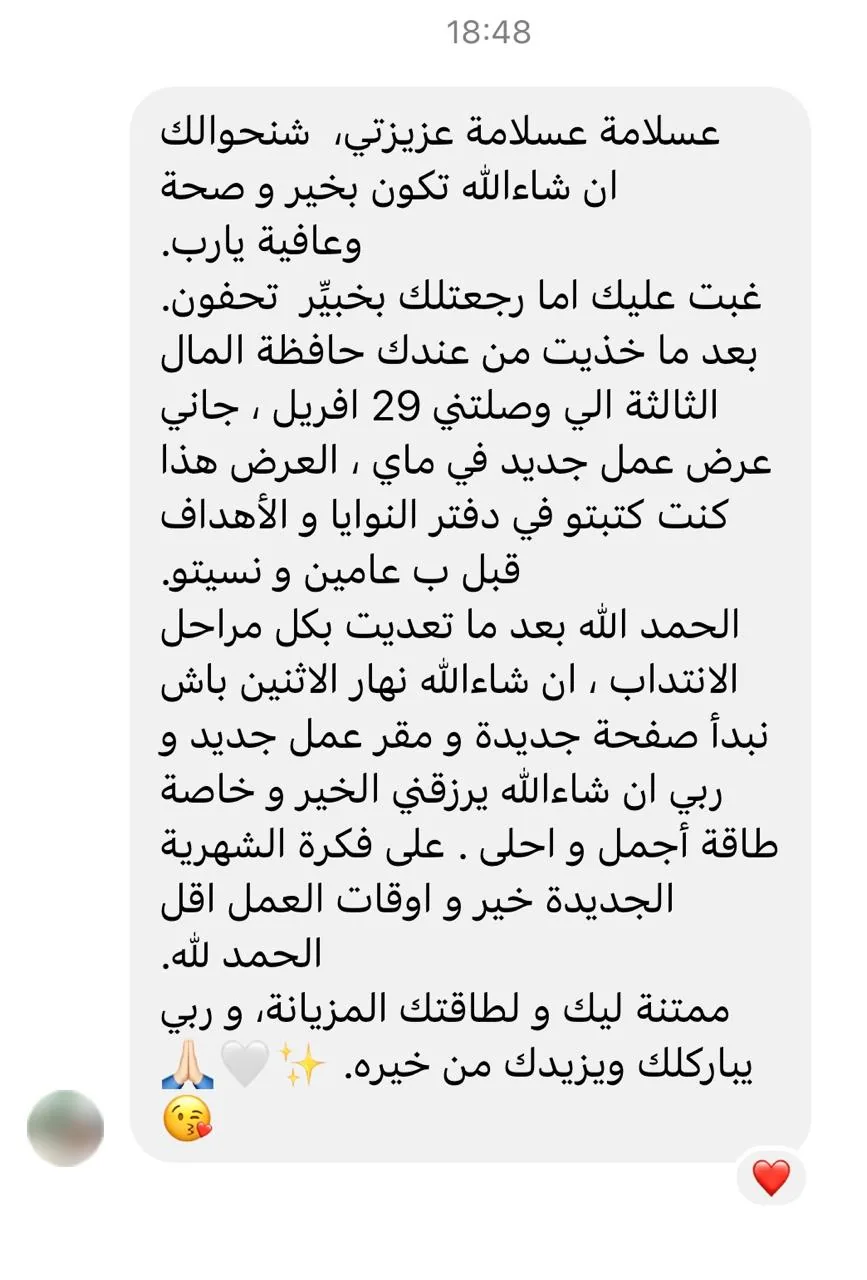 18:48
عسلامة عسلامة عزيزتي، شنحوالك
ان شاءالله تكون بخير و صحة
وعافية يارب.
غبت عليك اما رجعتلك بخبيِّر تحفون.
بعد ما خذيت من عندك حافظة المال
الثالثة الي وصلتني 29 افريل ، جاني
عرض عمل جديد في ماي ، العرض هذا
كنت كتبتو في دفتر النوايا و الأهداف
قبل ب عامين و نسيتو.
الحمد الله بعد ما تعديت بكل مراحل
الانتداب ، ان شاءالله نهار الاثنين باش
نبدأ صفحة جديدة و مقر عمل جديد و
ربي ان شاءالله يرزقني الخير و خاصة
طاقة أجمل و احلى . على فكرة الشهرية
الجديدة خير و اوقات العمل اقل
الحمد لله.
ممتنة ليك و لطاقتك المزيانة، و ربي
يباركلك ويزيدك من خيره. ✨🤍🙏🏻
😘